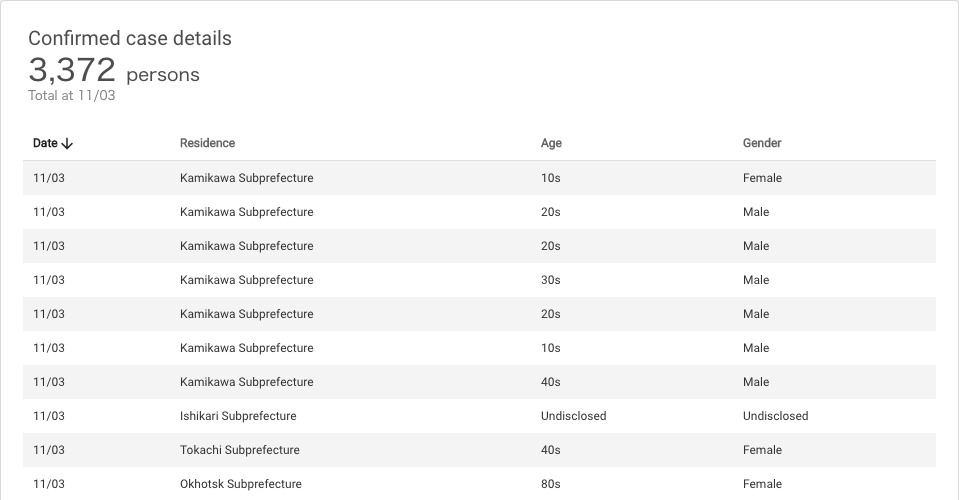 Confirmed case details
3,372 persons
Total at 11/03
Date ↓ Residence Age Gender
11/03 Kamikawa Subprefecture 10s Female
11/03 Kamikawa Subprefecture 20s Male
11/03 Kamikawa Subprefecture 20s Male
11/03 Kamikawa Subprefecture 30s Male
11/03 Kamikawa Subprefecture 20s Male
11/03 Kamikawa Subprefecture 10s Male
11/03 Kamikawa Subprefecture 40s Male
11/03 Ishikari Subprefecture Undisclosed Undisclosed
11/03 Tokachi Subprefecture 40s Female
11/03 Okhotsk Subprefecture 80s Female